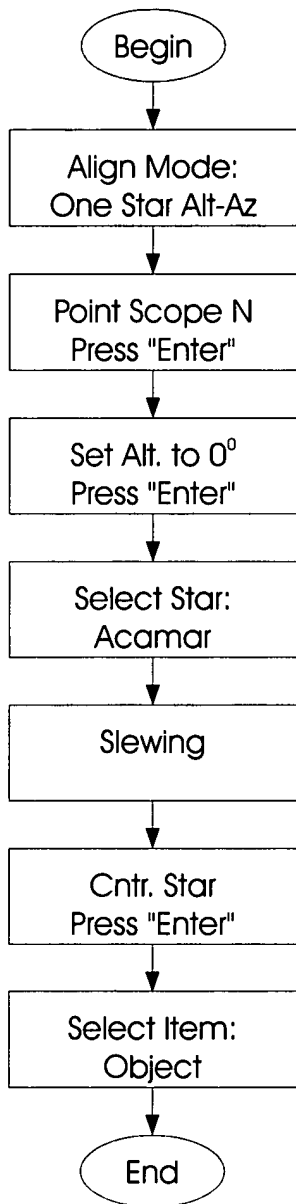 Begin
Align Mode:
One Star Alt-Az
Point Scope N
Press "Enter"
Set Alt. to 0⁰
Press "Enter"
Select Star:
Acamar
Slewing
Cntr. Star
Press "Enter"
Select Item:
Object
End